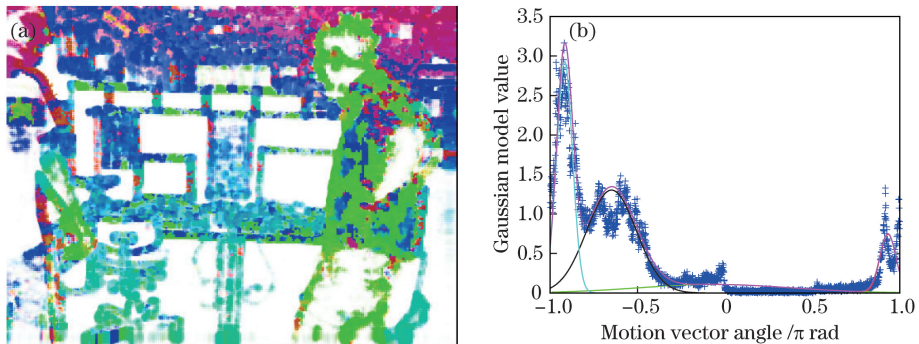 (a)
(b)
3.5
3.0
2.5
2.0
1.5
1.0
0.5
0
Gaussian model value
−1.0 −0.5 0 0.5 1.0
Motion vector angle /π rad